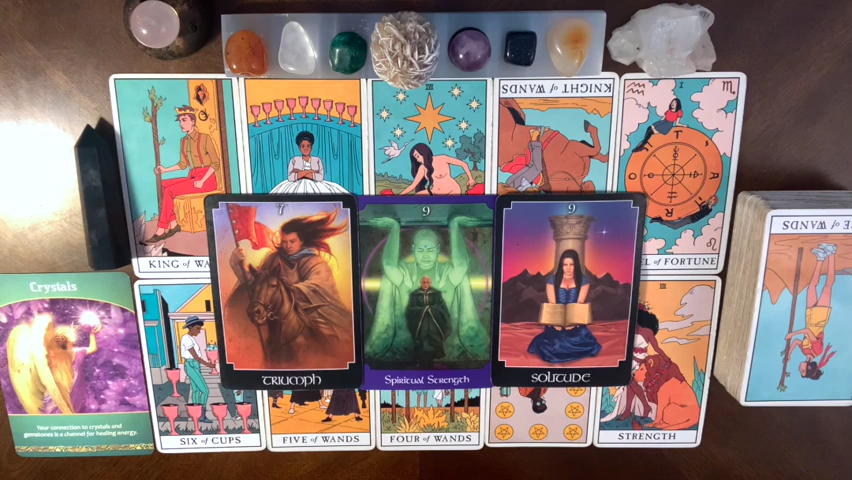 KNIGHT OF WANDS
I
T
A
R
O
KING OF WA
L OF FORTUNE
E OF WANDS
7
TRIUMPH
9
Spiritual Strength
9
SOLITUDE
Crystals
Your connection to crystals and
gemstones is a channel for healing energy.
SIX OF CUPS
FIVE OF WANDS
FOUR OF WANDS
STRENGTH